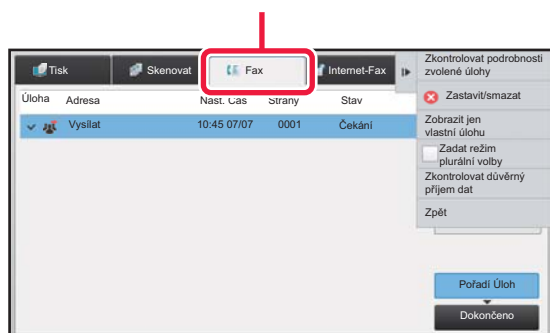 Tisk
Skenovat
Fax
Internet-Fax
Úloha
Adresa
Nast. Čas
Strany
Stav
Vysílat
10:45 07/07
0001
Čekání
Zkontrolovat podrobnosti
zvolené úlohy
Zastavit/smazat
Zobrazit jen
vlastní úlohu
Zadat režim
plurální volby
Zkontrolovat důvěrný
příjem dat
Zpět
Pořadí Úloh
Dokončeno